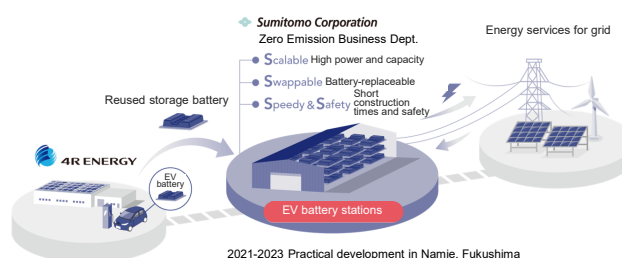 Sumitomo Corporation
Zero Emission Business Dept.
Scalable High power and capacity
Swappable Battery-replaceable
Speedy & Safety Short construction times and safety
Energy services for grid
Reused storage battery
4R ENERGY
EV battery
EV battery stations
2021-2023 Practical development in Namie, Fukushima